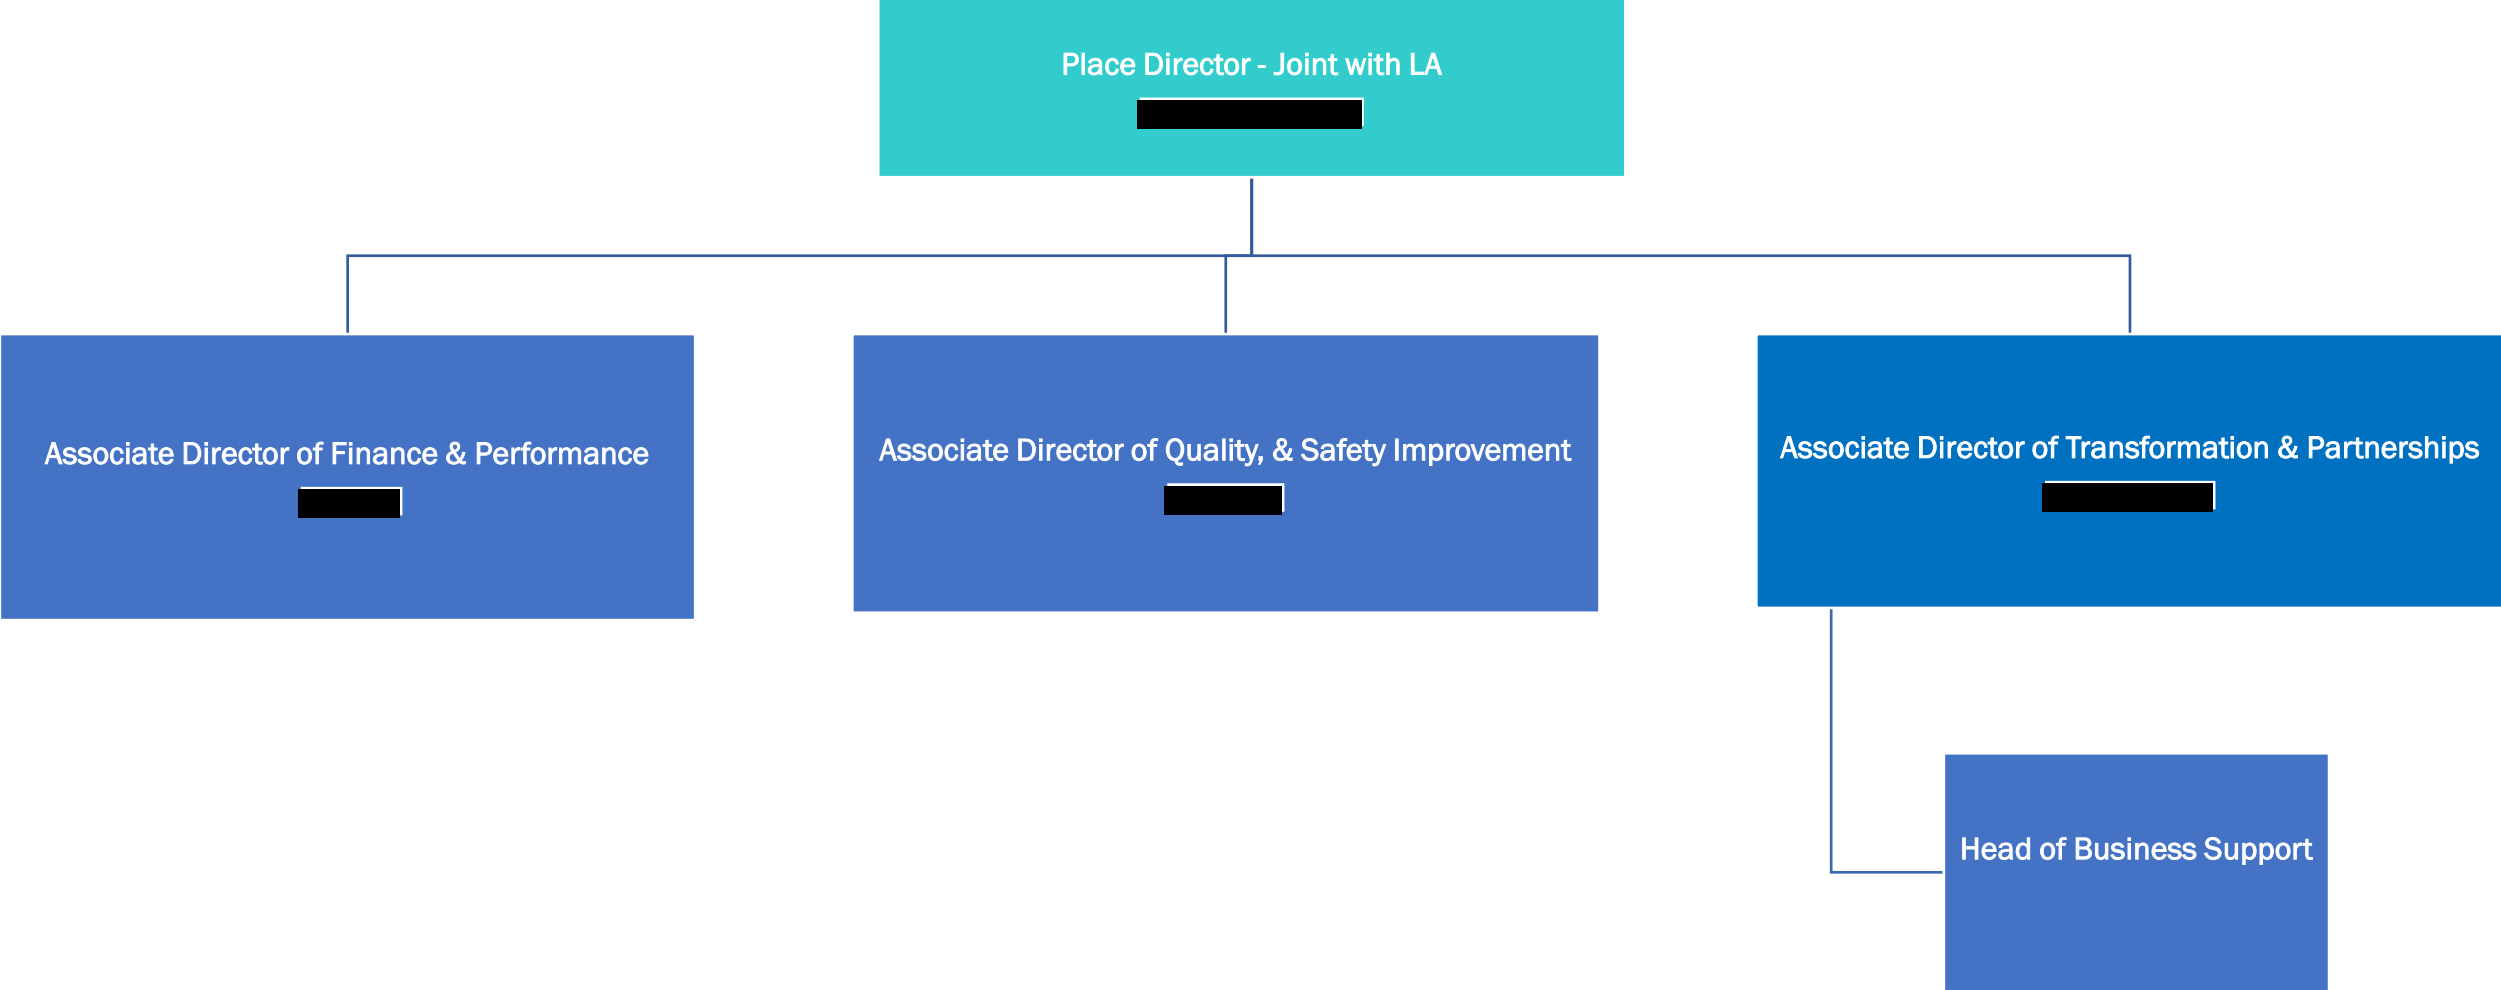 Place Director - Joint with LA
Associate Director of Finance & Performance
Associate Director of Quality, & Safety Improvement
Associate Director of Transformation & Partnerships
Head of Business Support